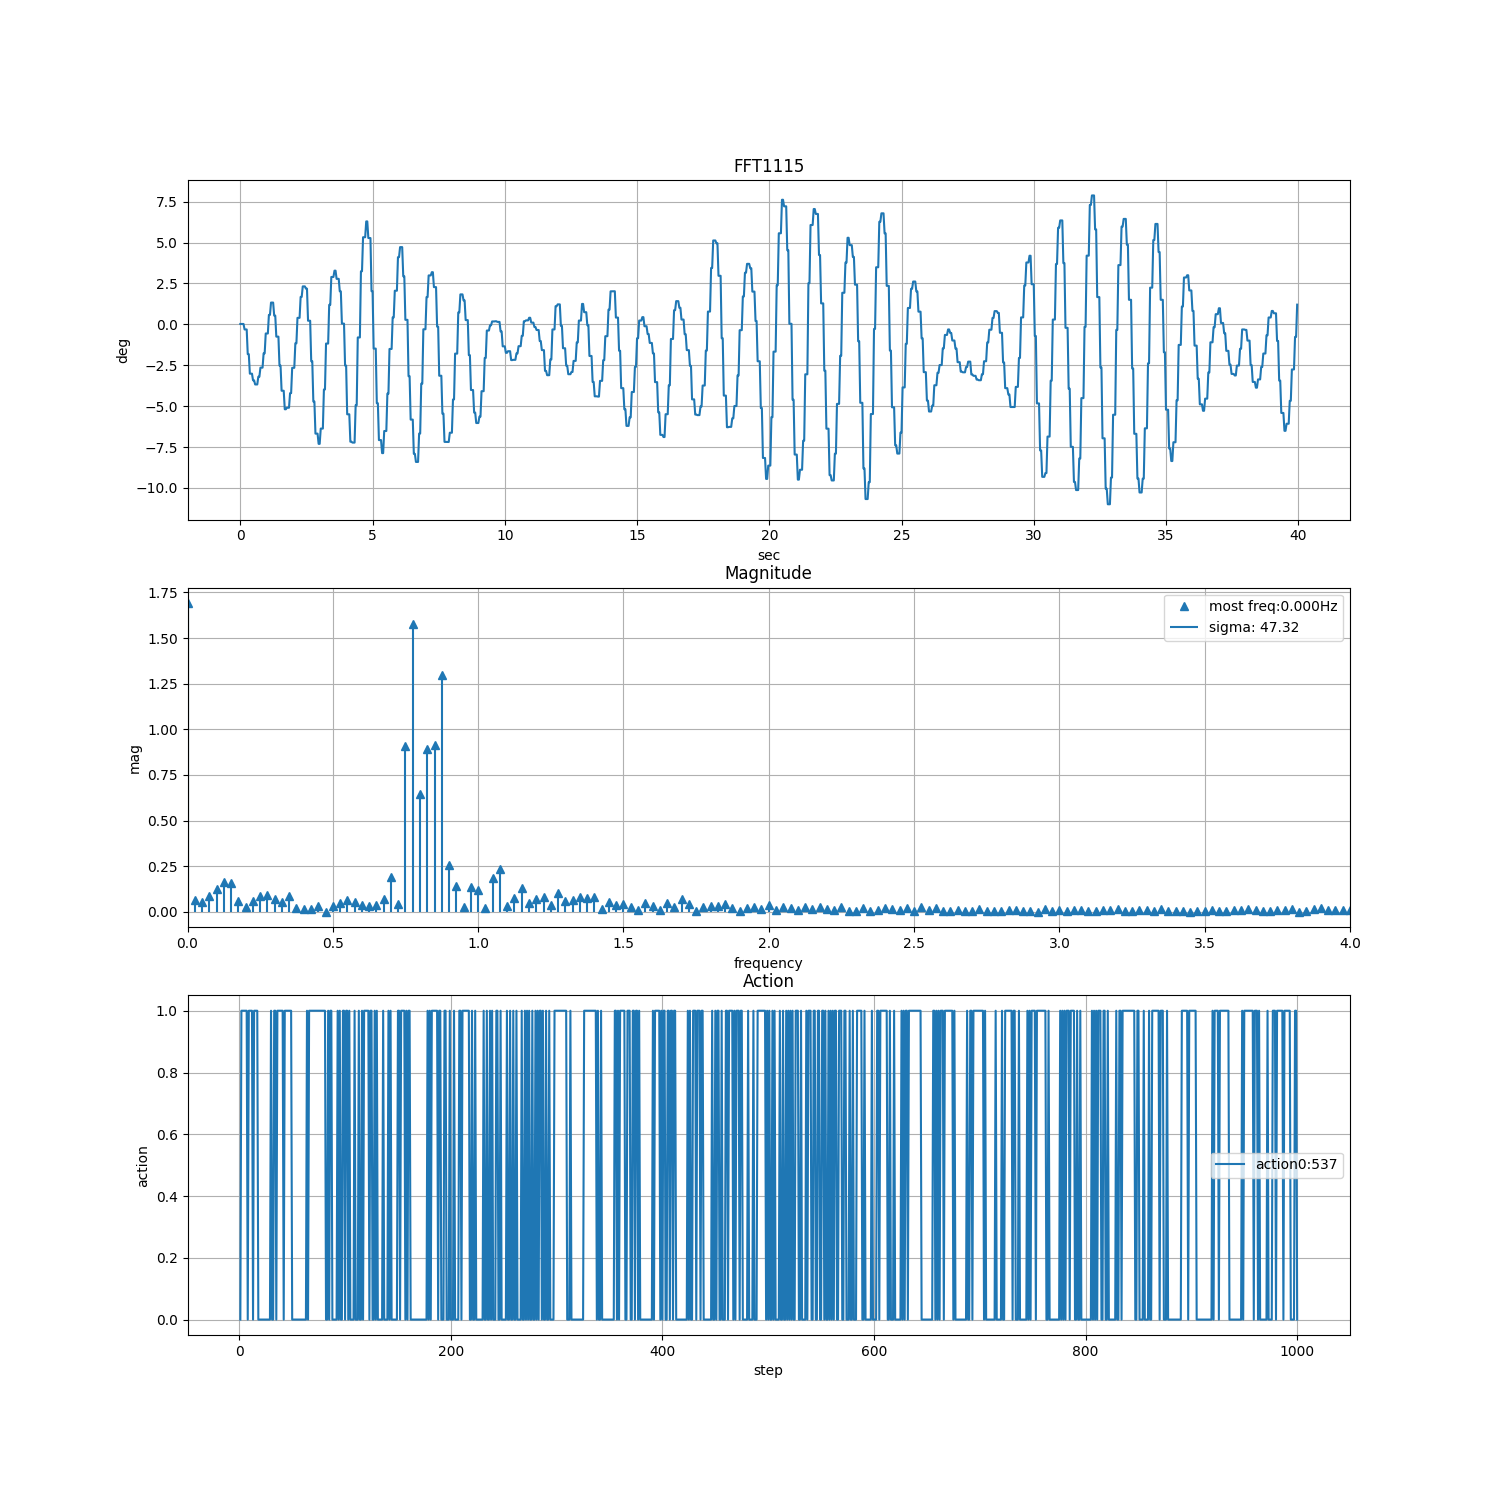 FFT1115
7.5
5.0
2.5
0.0
−2.5
−5.0
−7.5
−10.0
deg
0 5 10 15 20 25 30 35 40
sec
Magnitude
1.75
1.50
1.25
1.00
0.75
0.50
0.25
0.00
mag
most freq:0.000Hz
sigma: 47.32
0.0 0.5 1.0 1.5 2.0 2.5 3.0 3.5 4.0
frequency
Action
1.0
0.8
0.6
0.4
0.2
0.0
action
action0:537
0 200 400 600 800 1000
step